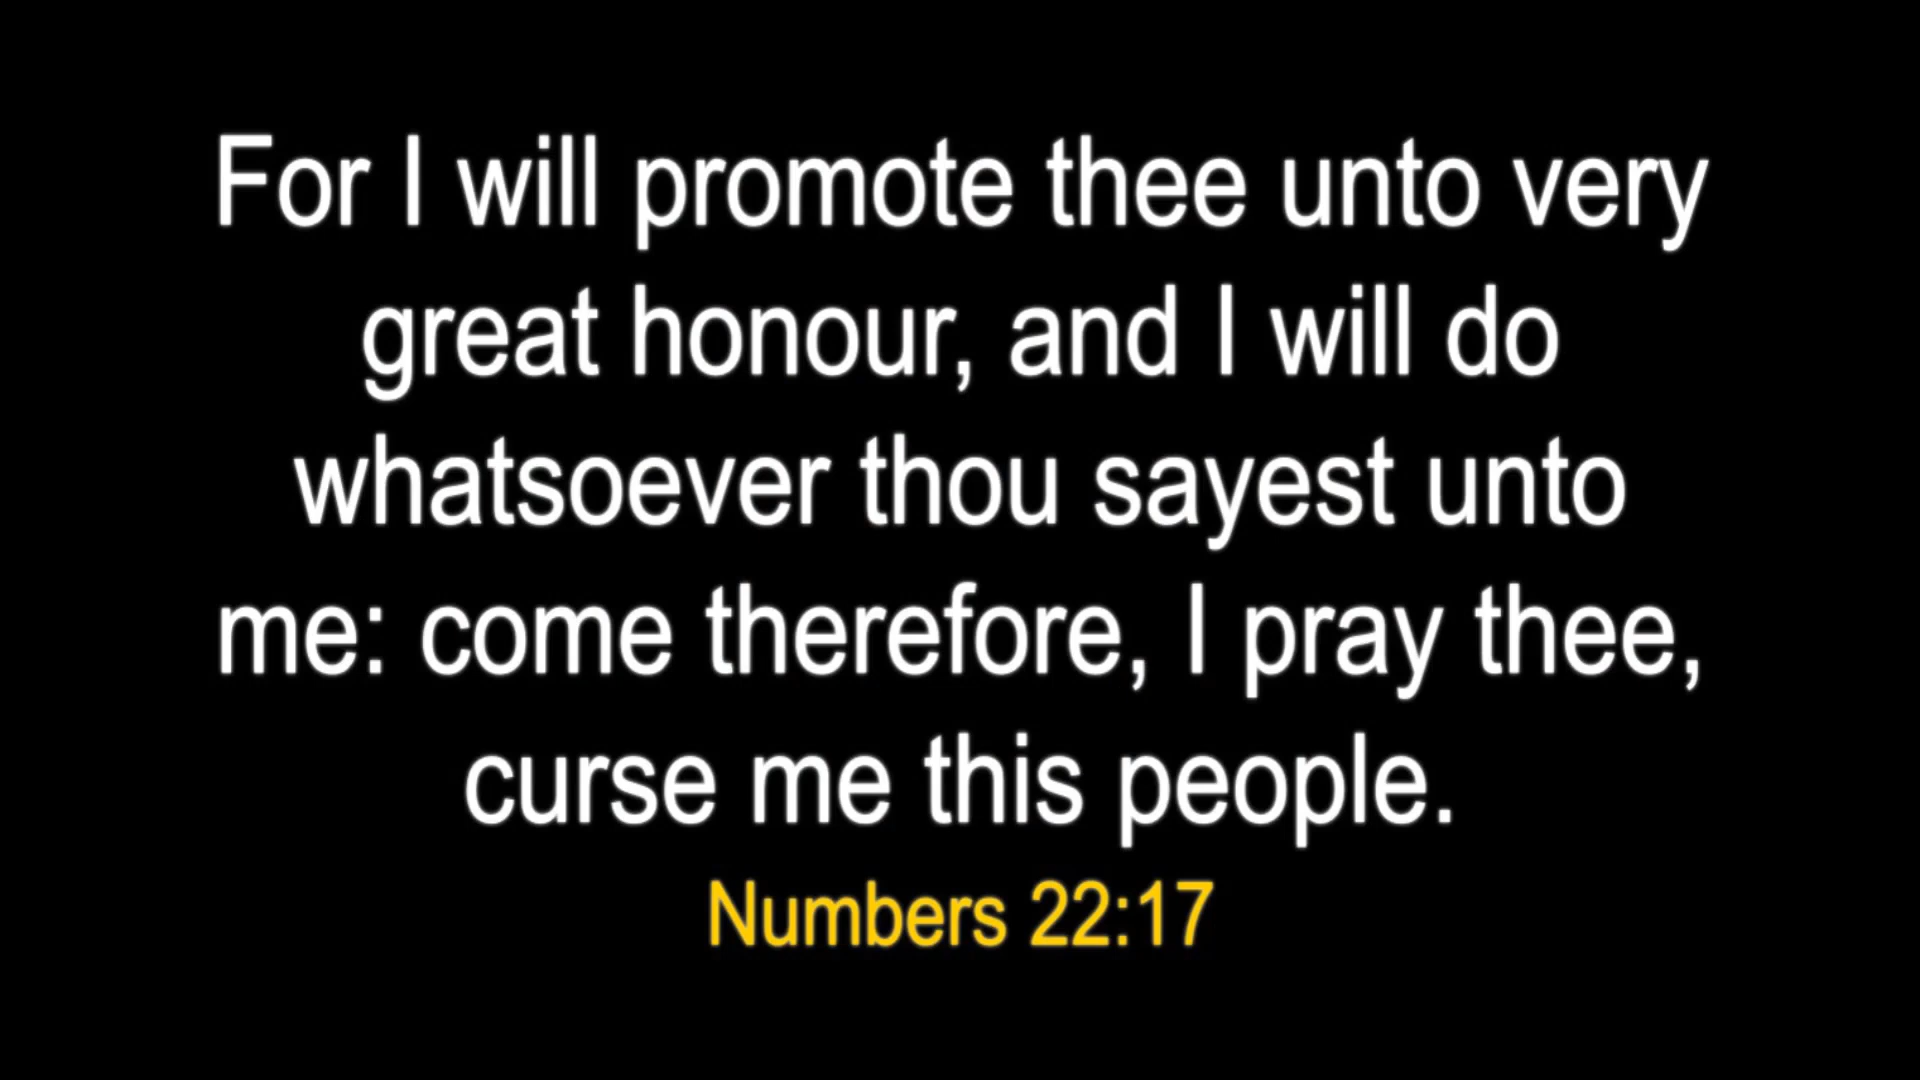 For I will promote thee unto very
great honour, and I will do
whatsoever thou sayest unto
me: come therefore, I pray thee,
curse me this people.
Numbers 22:17